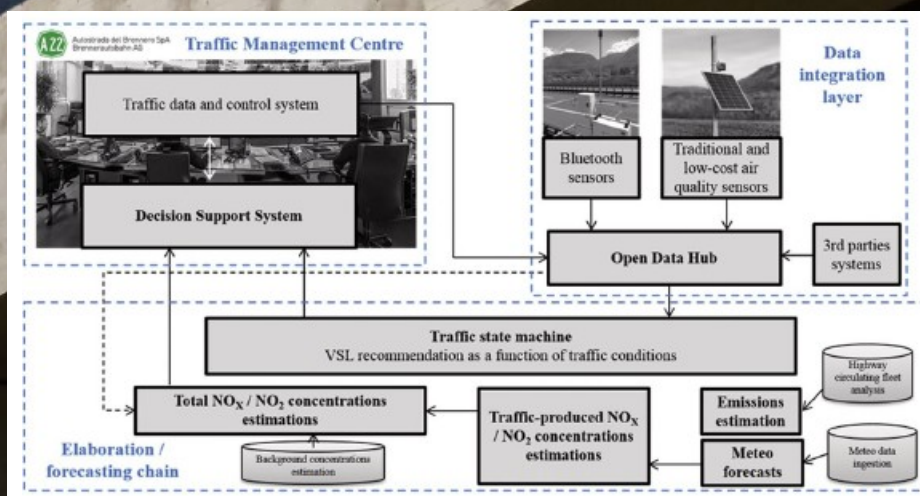 A22
Autostrada del Brennero SpA
Brennerautobahn AG
Traffic Management Centre
Traffic data and control system
Decision Support System
Data
integration
layer
Bluetooth
sensors
Traditional and
low-cost air
quality sensors
Open Data Hub
3rd parties
systems
Traffic state machine
VSL recommendation as a function of traffic conditions
Highway
circulating fleet
analysis
Total NOX / NO2 concentrations
estimations
Traffic-produced NOX
/ NO2 concentrations
estimations
Emissions
estimation
Meteo
forecasts
Meteo data
ingestion
Background concentrations
estimation
Elaboration /
forecasting chain